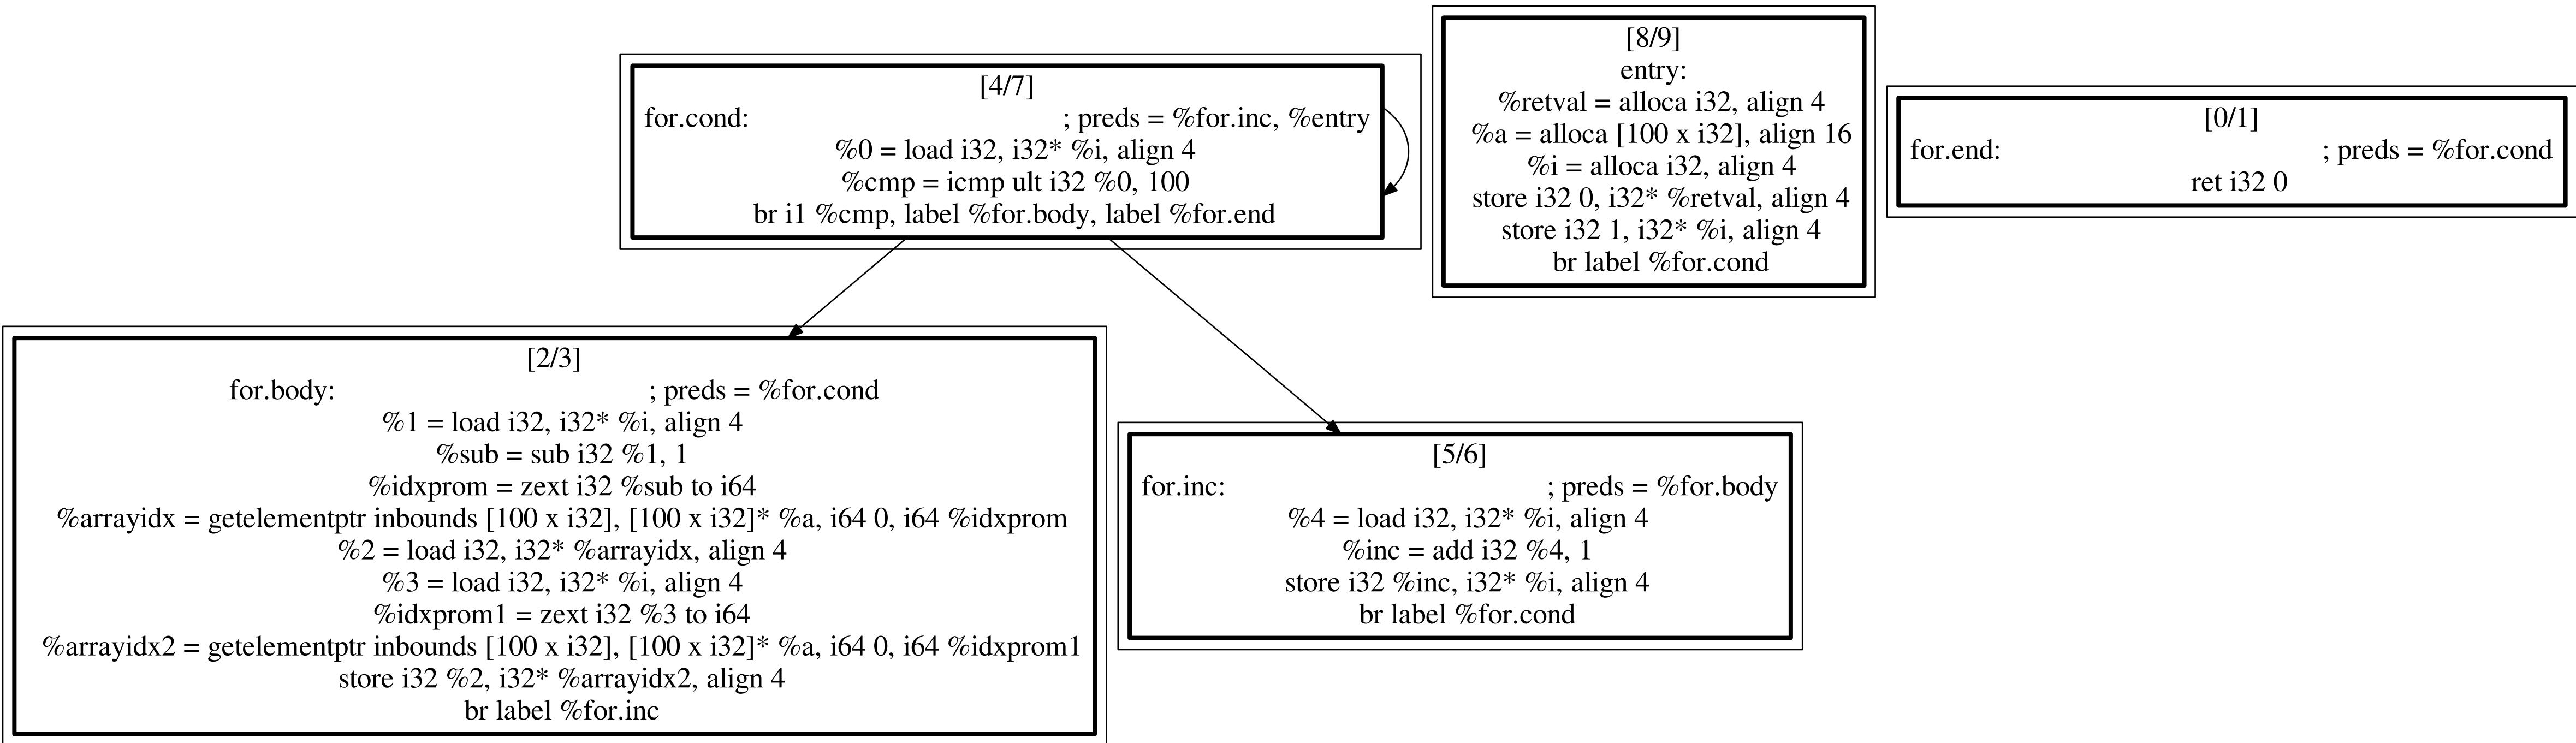 [4/7]
for.cond: ; preds = %for.inc, %entry
%0 = load i32, i32* %i, align 4
%cmp = icmp ult i32 %0, 100
br i1 %cmp, label %for.body, label %for.end
[8/9]
entry:
%retval = alloca i32, align 4
%a = alloca [100 x i32], align 16
%i = alloca i32, align 4
store i32 0, i32* %retval, align 4
store i32 1, i32* %i, align 4
br label %for.cond
[0/1]
for.end: ; preds = %for.cond
ret i32 0
[2/3]
for.body: ; preds = %for.cond
%1 = load i32, i32* %i, align 4
%sub = sub i32 %1, 1
%idxprom = zext i32 %sub to i64
%arrayidx = getelementptr inbounds [100 x i32], [100 x i32]* %a, i64 0, i64 %idxprom
%2 = load i32, i32* %arrayidx, align 4
%3 = load i32, i32* %i, align 4
%idxprom1 = zext i32 %3 to i64
%arrayidx2 = getelementptr inbounds [100 x i32], [100 x i32]* %a, i64 0, i64 %idxprom1
store i32 %2, i32* %arrayidx2, align 4
br label %for.inc
[5/6]
for.inc: ; preds = %for.body
%4 = load i32, i32* %i, align 4
%inc = add i32 %4, 1
store i32 %inc, i32* %i, align 4
br label %for.cond